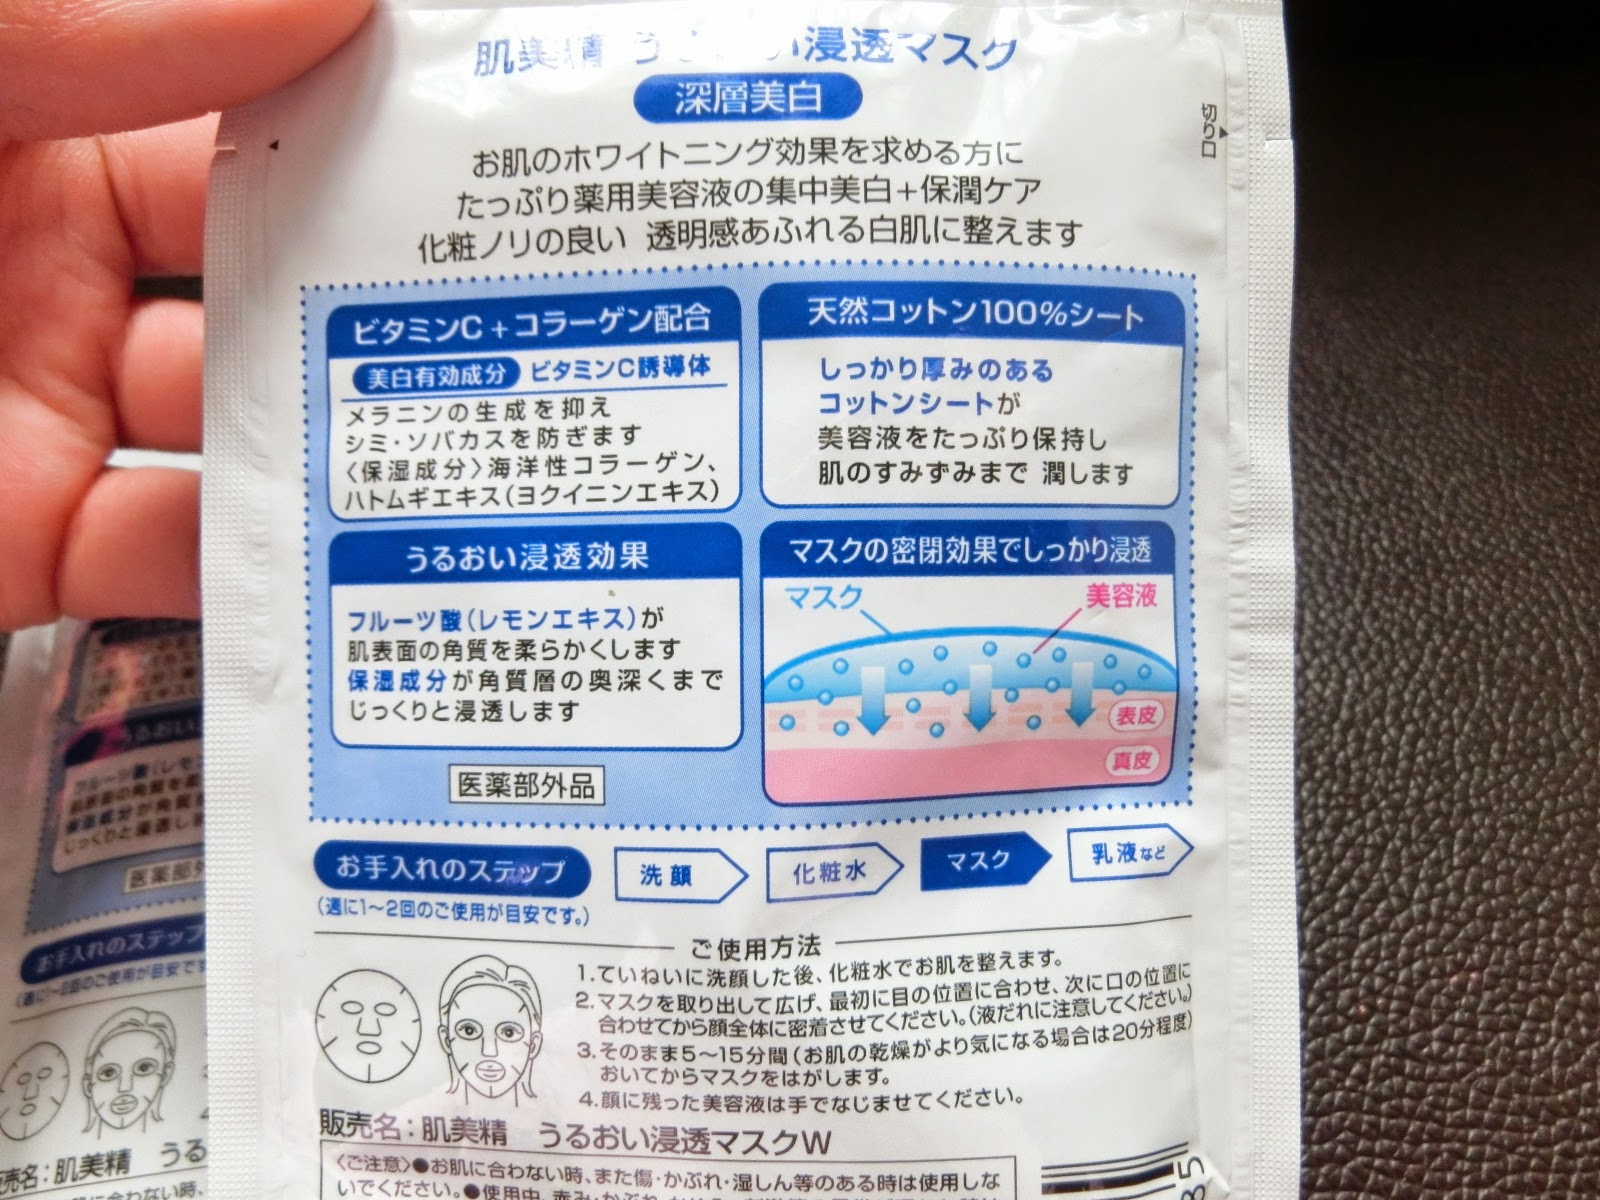 肌美精 うるおい浸透マスク
深層美白
切り口
お肌のホワイトニング効果を求める方に
たっぷり薬用美容液の集中美白＋保潤ケア
化粧ノリの良い 透明感あふれる白肌に整えます
ビタミンC＋コラーゲン配合
美白有効成分 ビタミンC誘導体
メラニンの生成を抑え
シミ・ソバカスを防ぎます
〈保湿成分〉海洋性コラーゲン、
ハトムギエキス(ヨクイニンエキス)
天然コットン100%シート
しっかり厚みのある
コットンシートが
美容液をたっぷり保持し
肌のすみずみまで 潤します
うるおい浸透効果
フルーツ酸(レモンエキス)が
肌表面の角質を柔らかくします
保湿成分が角質層の奥深くまで
じっくりと浸透します
医薬部外品
マスクの密閉効果でしっかり浸透
マスク
美容液
表皮
真皮
お手入れのステップ
洗顔
化粧水
マスク
乳液など
(週に1～2回のご使用が目安です。)
ご使用方法
1.ていねいに洗顔した後、化粧水でお肌を整えます。
2.マスクを取り出して広げ、最初に目の位置に合わせ、次に口の位置に
合わせてから顔全体に密着させてください。(液だれに注意してください。)
3.そのまま5～15分間(お肌の乾燥がより気になる場合は20分程度)
おいてからマスクをはがします。
4.顔に残った美容液は手でなじませてください。
販売名：肌美精 うるおい浸透マスクW
〈ご注意〉●お肌に合わない時、また傷・かぶれ・湿しん等のある時は使用しな
いでください。●使用中、赤み・かぶれ